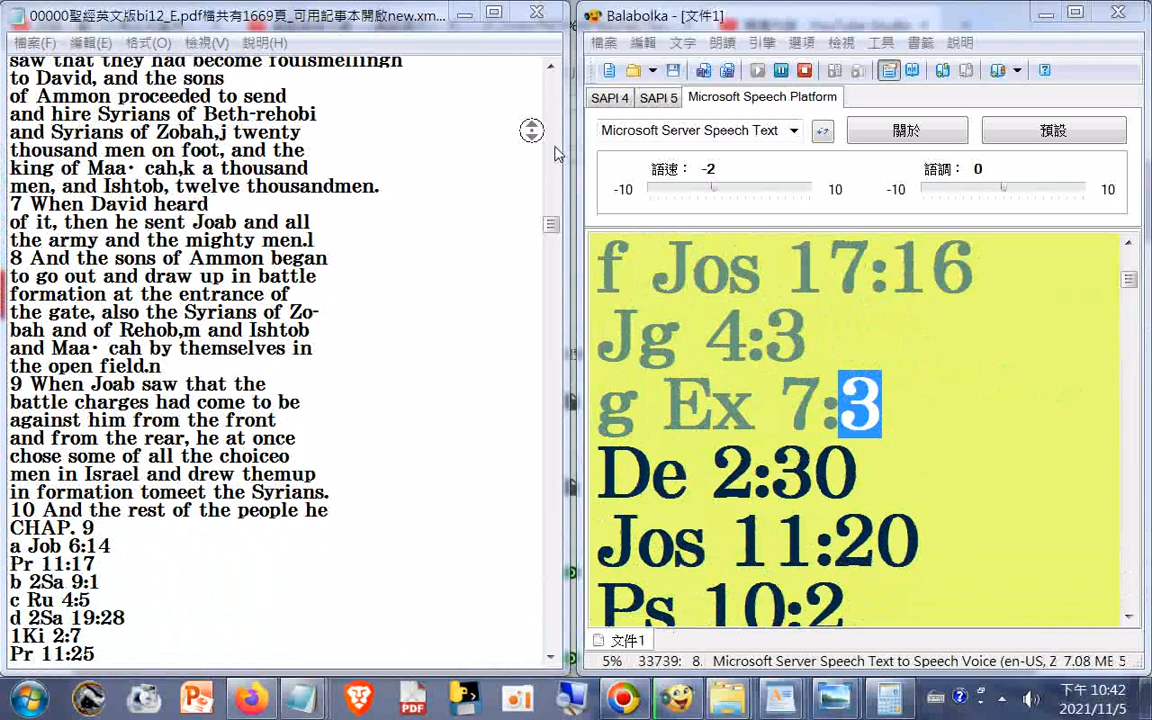 00000聖經英文版bi12_E.pdf檔共有1669頁_可用記事本開啟new.xm...
檔案(F) 編輯(E) 格式(O) 檢視(V) 說明(H)
saw that they had become foulsmellingh
to David, and the sons
of Ammon proceeded to send
and hire Syrians of Beth-rehobi
and Syrians of Zobah,j twenty
thousand men on foot, and the
king of Maa· cah,k a thousand
men, and Ishtob, twelve thousandmen.
7 When David heard
of it, then he sent Joab and all
the army and the mighty men.l
8 And the sons of Ammon began
to go out and draw up in battle
formation at the entrance of
the gate, also the Syrians of Zo-
bah and of Rehob,m and Ishtob
and Maa· cah by themselves in
the open field.n
9 When Joab saw that the
battle charges had come to be
against him from the front
and from the rear, he at once
chose some of all the choiceo
men in Israel and drew themup
in formation tomeet the Syrians.
10 And the rest of the people he
CHAP. 9
a Job 6:14
Pr 11:17
b 2Sa 9:1
c Ru 4:5
d 2Sa 19:28
1Ki 2:7
Pr 11:25
Balabolka - [文件1]
檔案 編輯 文字 朗讀 引擎 選項 檢視 工具 書籤 說明
SAPI 4 SAPI 5 Microsoft Speech Platform
Microsoft Server Speech Text 關於 預設
語速： -2 語調： 0
-10 10 -10 10
f Jos 17:16
Jg 4:3
g Ex 7:3
De 2:30
Jos 11:20
Ps 10:2
文件1
5% 33739: 8. Microsoft Server Speech Text to Speech Voice (en-US, Z 7.08 MB 5
PDF
下午 10:42
2021/11/5